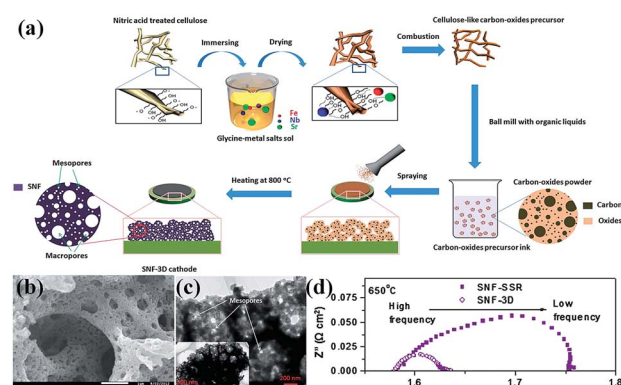 (a)
Nitric acid treated cellulose
Immersing
Drying
Combustion
Cellulose-like carbon-oxides precursor
O-
OH
Fe
Nb
Sr
Glycine-metal salts sol
Ball mill with organic liquids
Mesopores
SNF
Macropores
SNF-3D cathode
Heating at 800 °C
Spraying
Carbon-oxides powder
Carbon
Oxides
Carbon-oxides precursor ink
(b)
(c)
Mesopores
200 nm
(d)
650°C
SNF-SSR
SNF-3D
High
frequency
Low
frequency
Z" (Ω cm²)
0.075
0.050
0.025
0.000
1.6
1.7
1.8